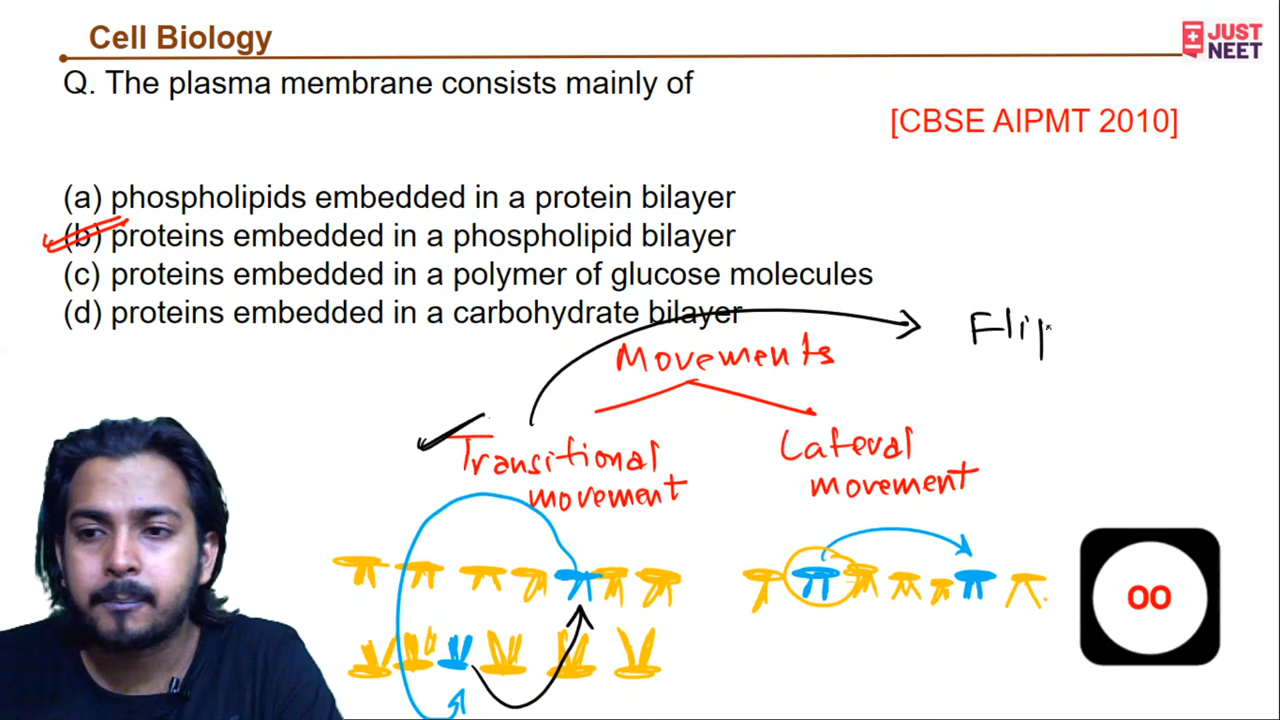 Cell Biology
JUST
NEET
Q. The plasma membrane consists mainly of
[CBSE AIPMT 2010]
(a) phospholipids embedded in a protein bilayer
(b) proteins embedded in a phospholipid bilayer
(c) proteins embedded in a polymer of glucose molecules
(d) proteins embedded in a carbohydrate bilayer
Flip
Movements
Transitional
movement
Lateral
movement
00